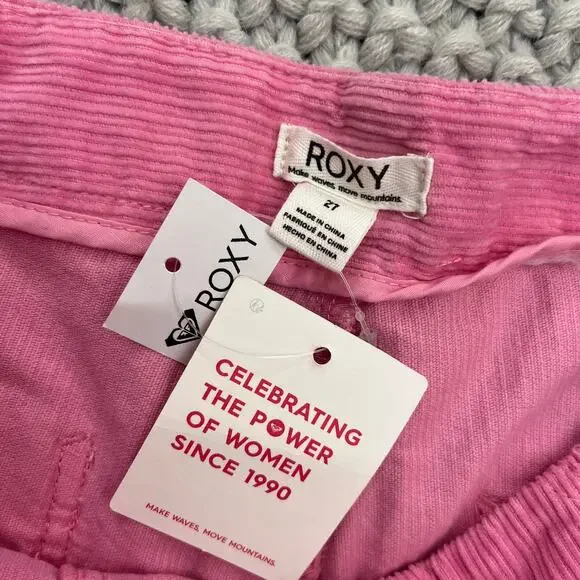 ROXY
Make waves, move mountains.
27
MADE IN CHINA
FABRIQUÉ EN CHINE
HECHO EN CHINA
ROXY
CELEBRATING
THE POWER
OF WOMEN
SINCE 1990
MAKE WAVES, MOVE MOUNTAINS.